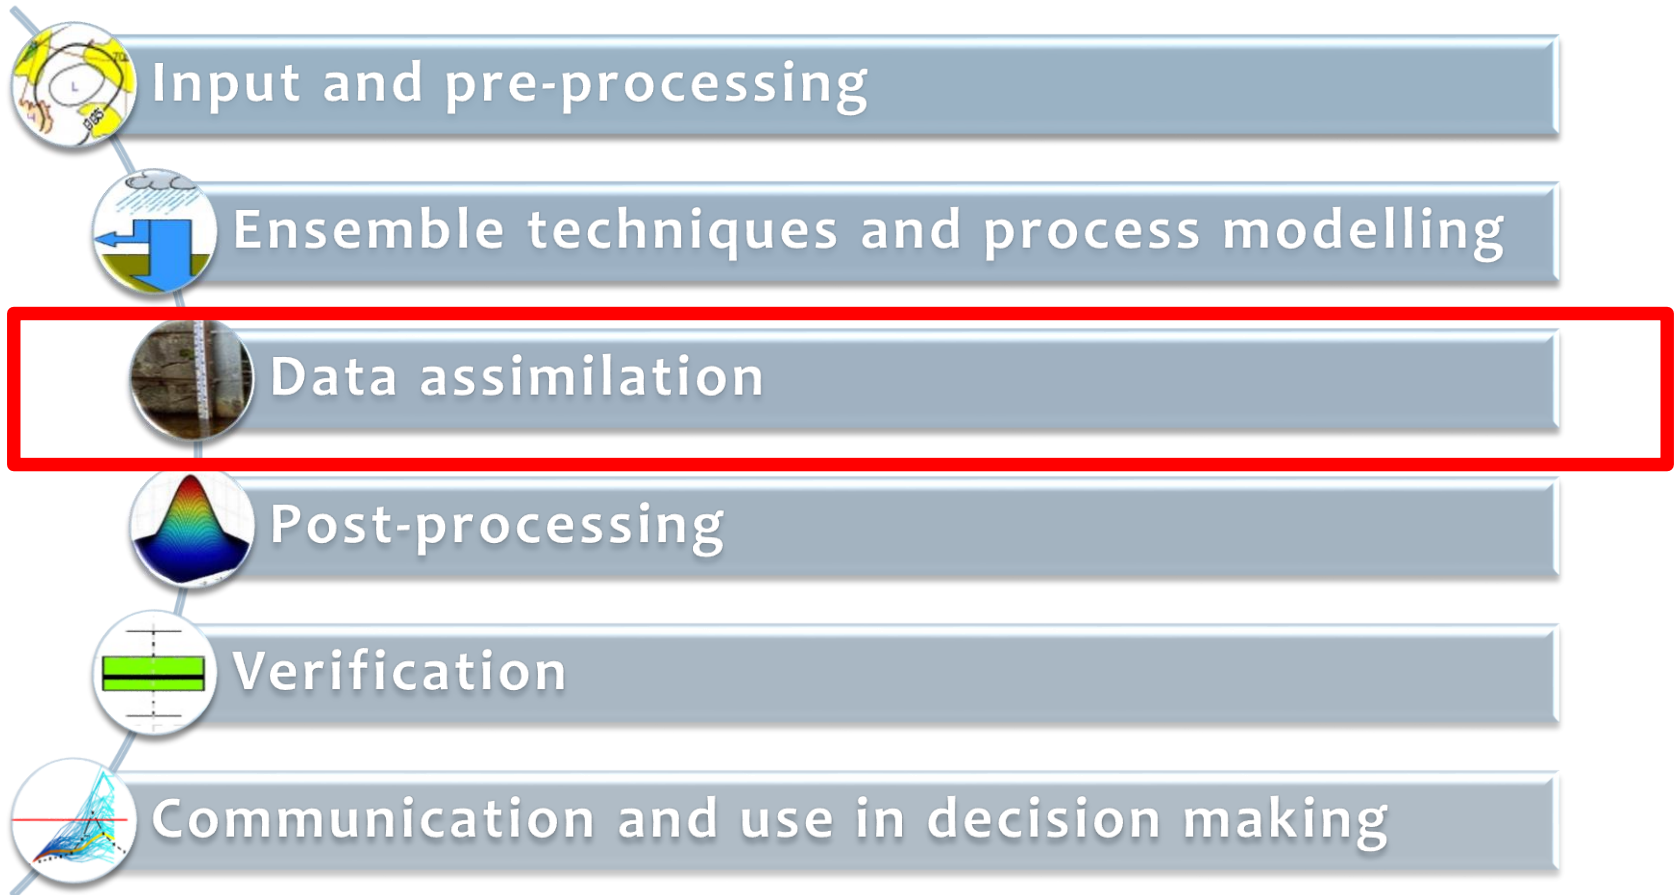 Input and pre-processing
Ensemble techniques and process modelling
Data assimilation
Post-processing
Verification
Communication and use in decision making